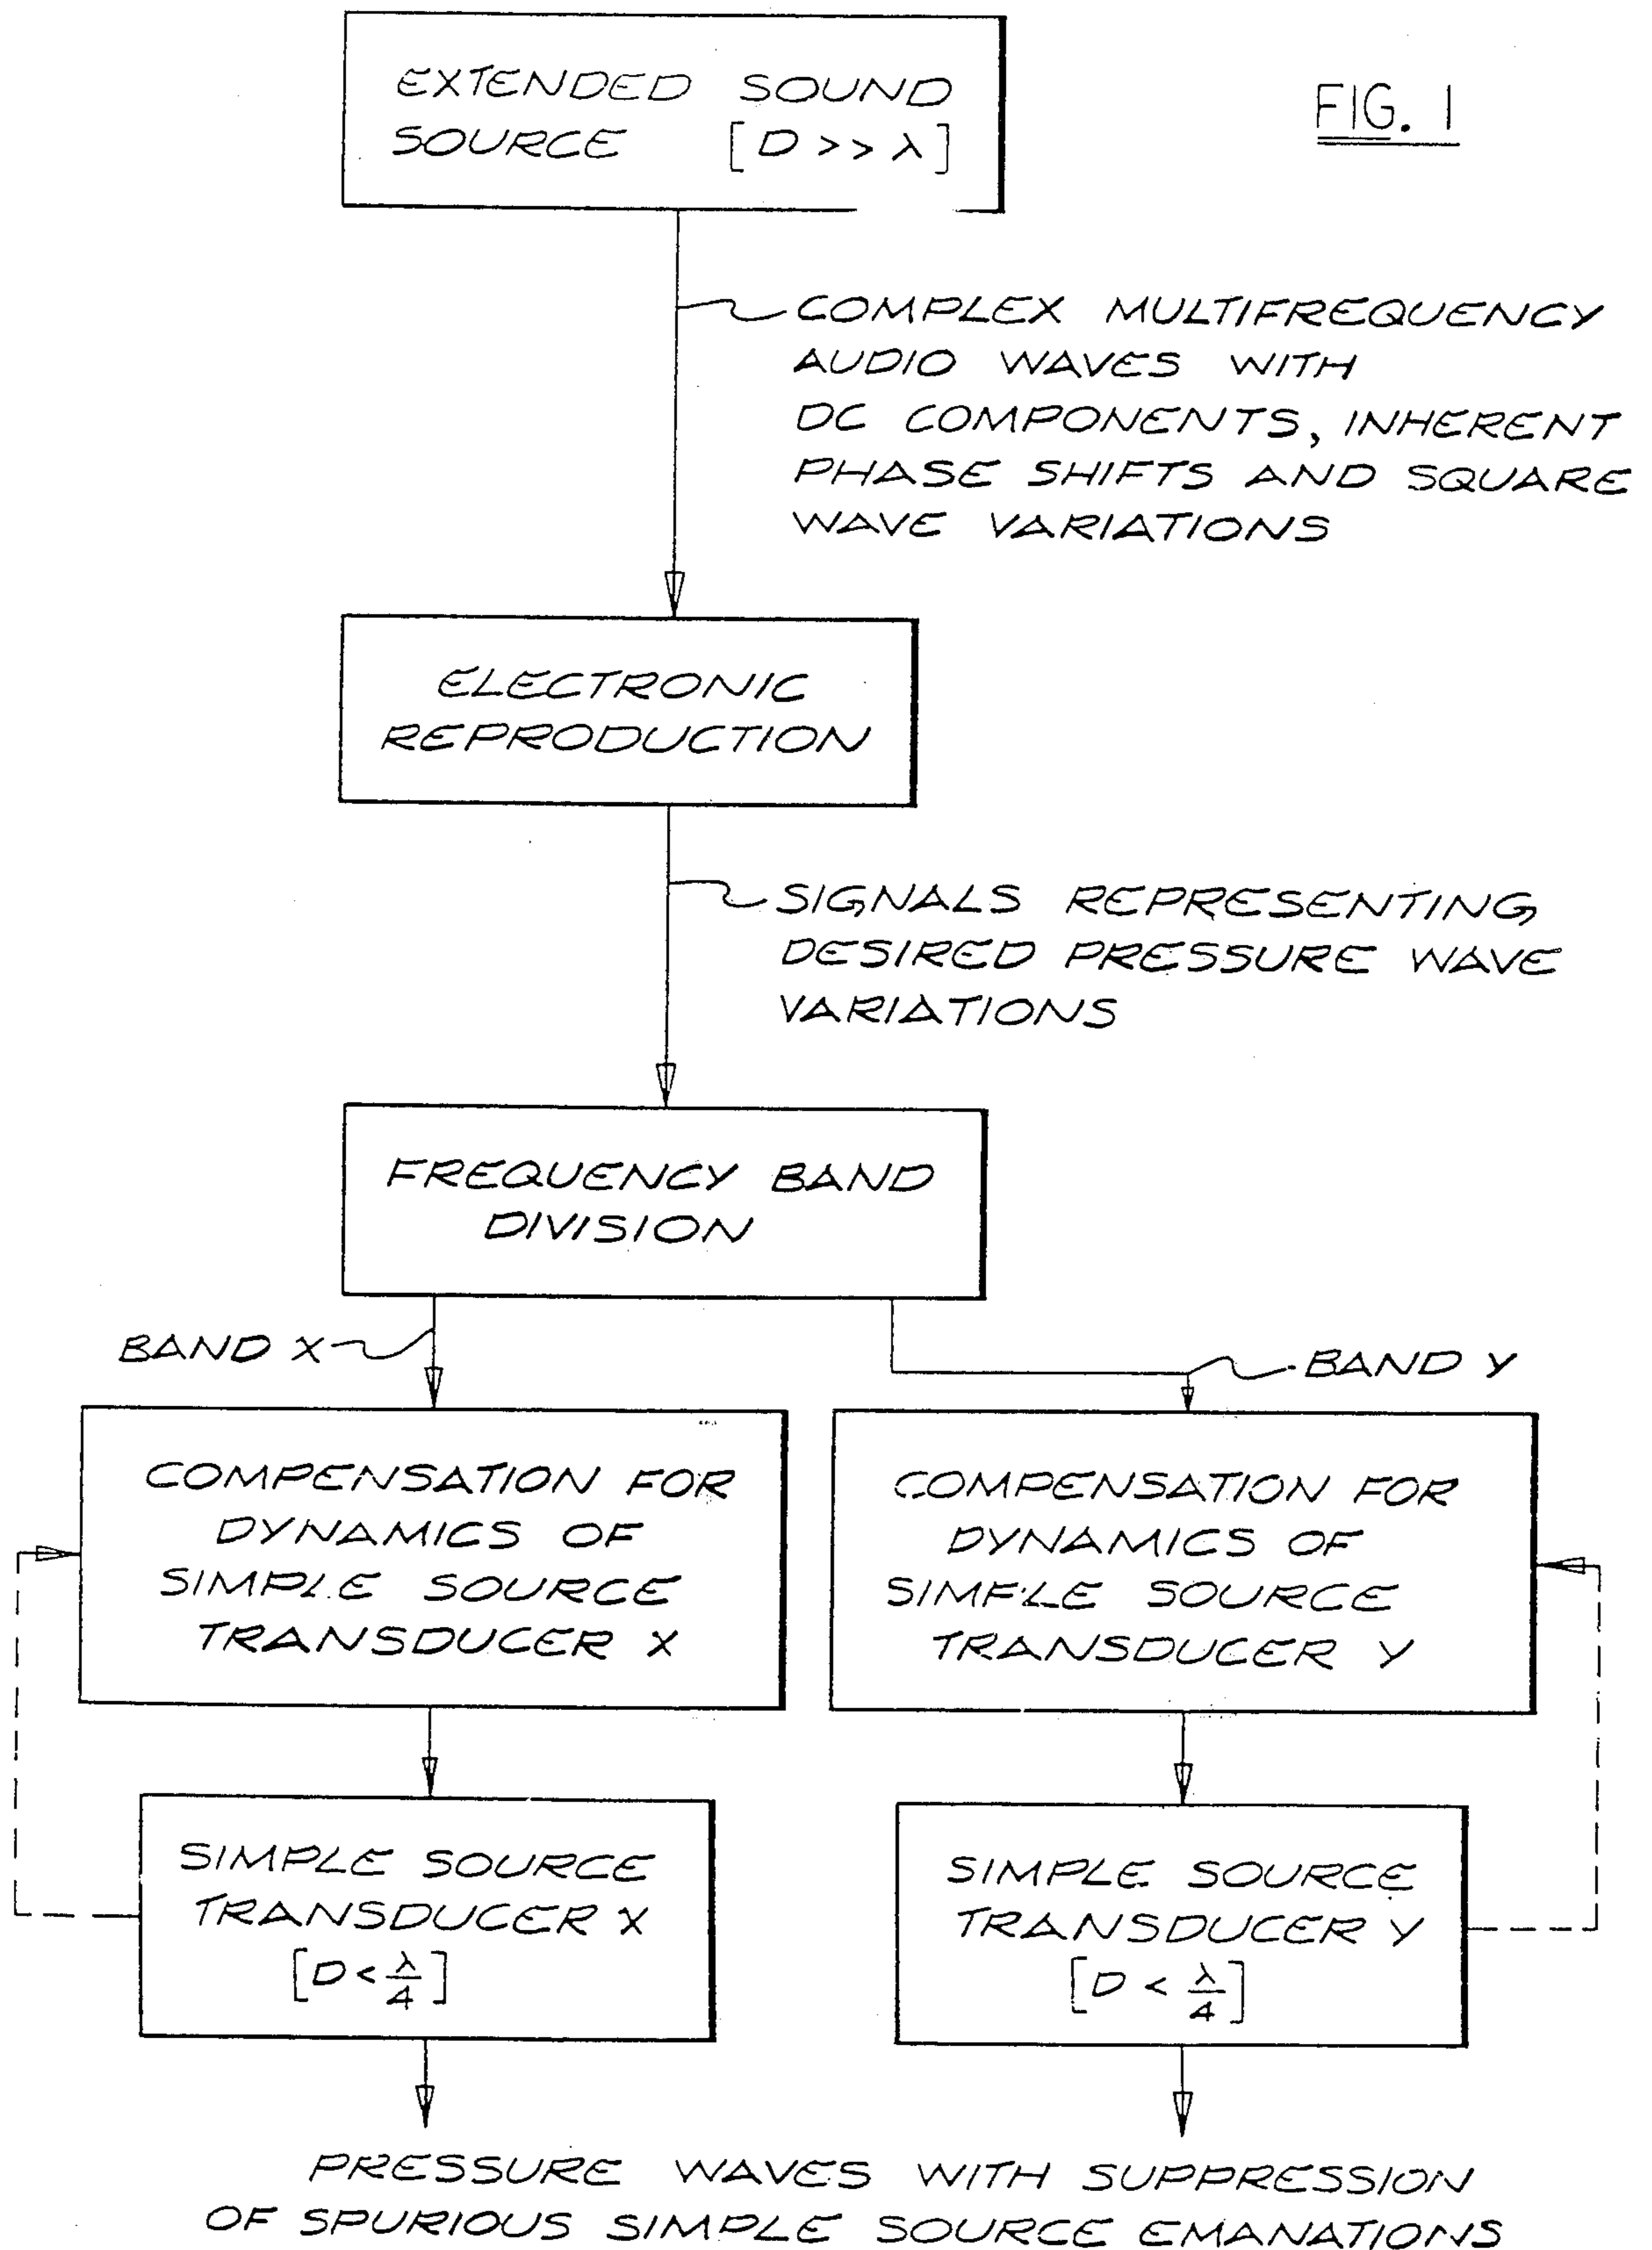 EXTENDED SOUND
SOURCE [D >> λ]
FIG. 1
COMPLEX MULTIFREQUENCY
AUDIO WAVES WITH
DC COMPONENTS, INHERENT
PHASE SHIFTS AND SQUARE
WAVE VARIATIONS
ELECTRONIC
REPRODUCTION
SIGNALS REPRESENTING
DESIRED PRESSURE WAVE
VARIATIONS
FREQUENCY BAND
DIVISION
BAND X
BAND Y
COMPENSATION FOR
DYNAMICS OF
SIMPLE SOURCE
TRANSDUCER X
COMPENSATION FOR
DYNAMICS OF
SIMPLE SOURCE
TRANSDUCER Y
SIMPLE SOURCE
TRANSDUCER X
[D < λ/4]
SIMPLE SOURCE
TRANSDUCER Y
[D < λ/4]
PRESSURE WAVES WITH SUPPRESSION
OF SPURIOUS SIMPLE SOURCE EMANATIONS